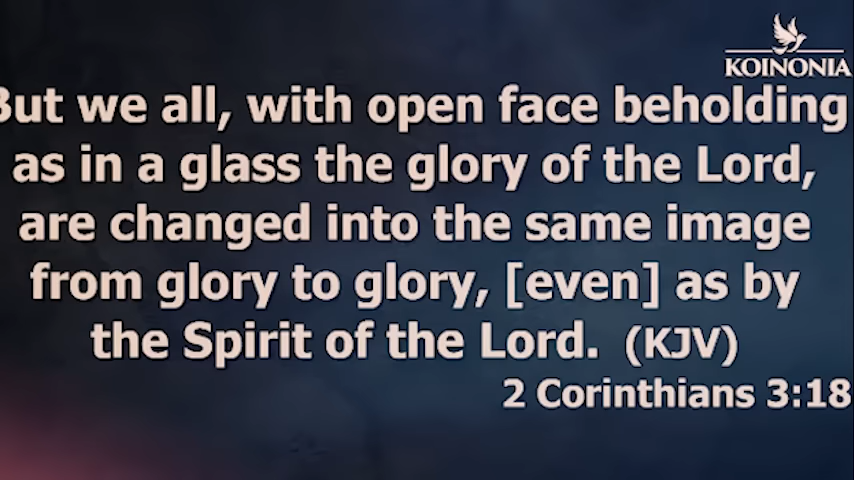 KOINONIA
But we all, with open face beholding
as in a glass the glory of the Lord,
are changed into the same image
from glory to glory, [even] as by
the Spirit of the Lord. (KJV)
2 Corinthians 3:18